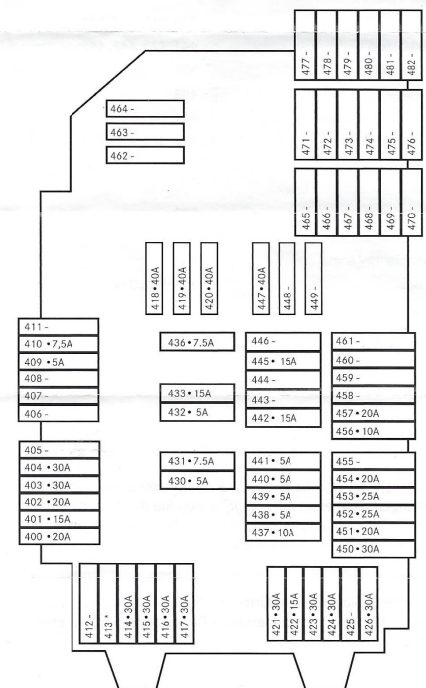 477 -
478 -
479 -
480 -
481 -
482 -
464 -
463 -
462 -
471 -
472 -
473 -
474 -
475 -
476 -
465 -
466 -
467 -
468 -
469 -
470 -
418 • 40A
419 • 40A
420 • 40A
447 • 40A
448 -
449 -
411 -
410 • 7,5A
409 • 5A
408 -
407 -
406 -
436 • 7.5A
433 • 15A
432 • 5A
446 -
445 • 15A
444 -
443 -
442 • 15A
461 -
460 -
459 -
458 -
457 • 20A
456 • 10A
405 -
404 • 30A
403 • 30A
402 • 20A
401 • 15A
400 • 20A
431 • 7.5A
430 • 5A
441 • 5A
440 • 5A
439 • 5A
438 • 5A
437 • 10A
455 -
454 • 20A
453 • 25A
452 • 25A
451 • 20A
450 • 30A
412 -
413 *
414 • 30A
415 • 30A
416 • 30A
417 • 30A
421 • 30A
422 • 15A
423 • 30A
424 • 30A
425 -
426 • 30A